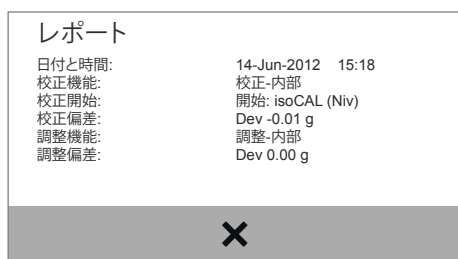 レポート
日付と時間: 14-Jun-2012 15:18
校正機能: 校正-内部
校正開始: 開始: isoCAL (Niv)
校正偏差: Dev -0.01 g
調整機能: 調整-内部
調整偏差: Dev 0.00 g